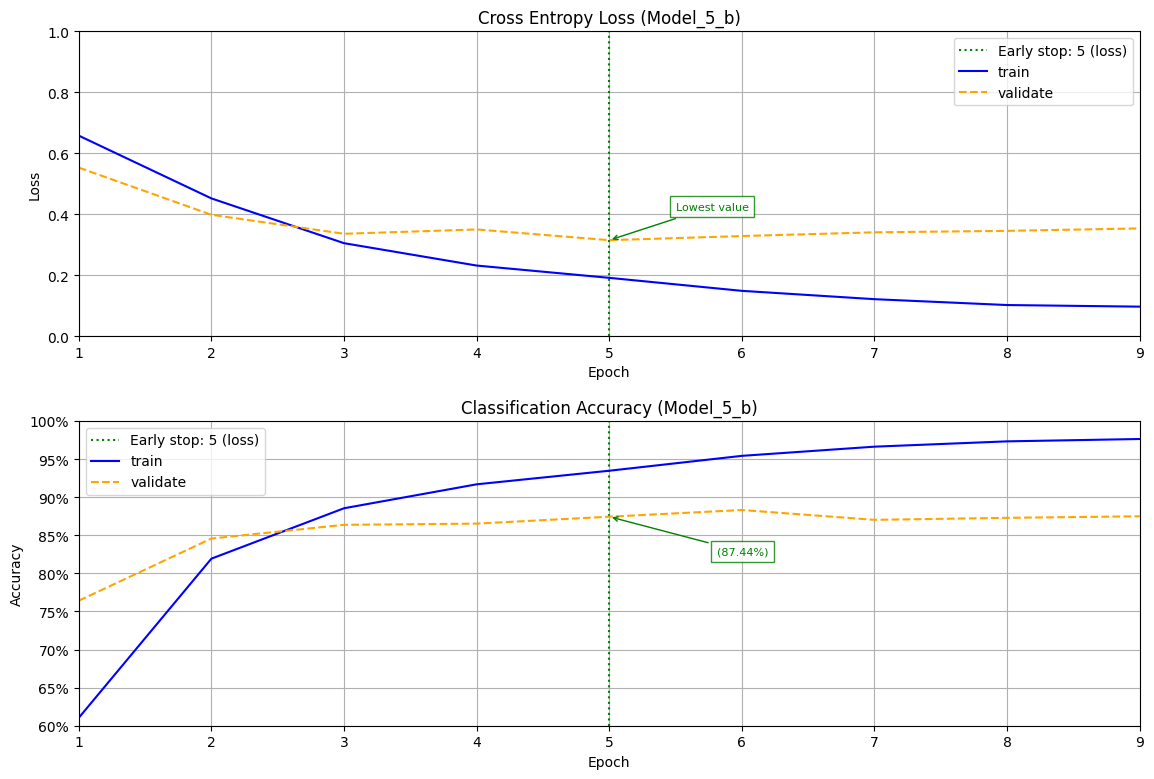 Cross Entropy Loss (Model_5_b)
1.0
0.8
0.6
0.4
0.2
0.0
Loss
Early stop: 5 (loss)
train
validate
Lowest value
1 2 3 4 5 6 7 8 9
Epoch
Classification Accuracy (Model_5_b)
100%
95%
90%
85%
80%
75%
70%
65%
60%
Accuracy
Early stop: 5 (loss)
train
validate
(87.44%)
1 2 3 4 5 6 7 8 9
Epoch